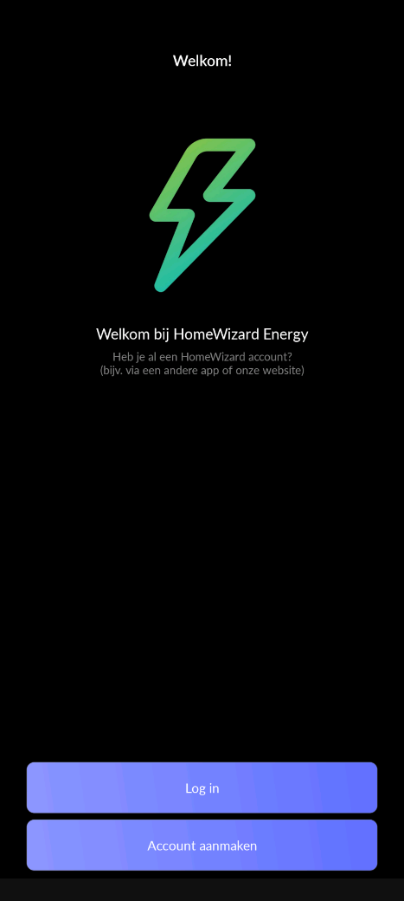 Welkom!
Welkom bij HomeWizard Energy
Heb je al een HomeWizard account?
(bijv. via een andere app of onze website)
Log in
Account aanmaken